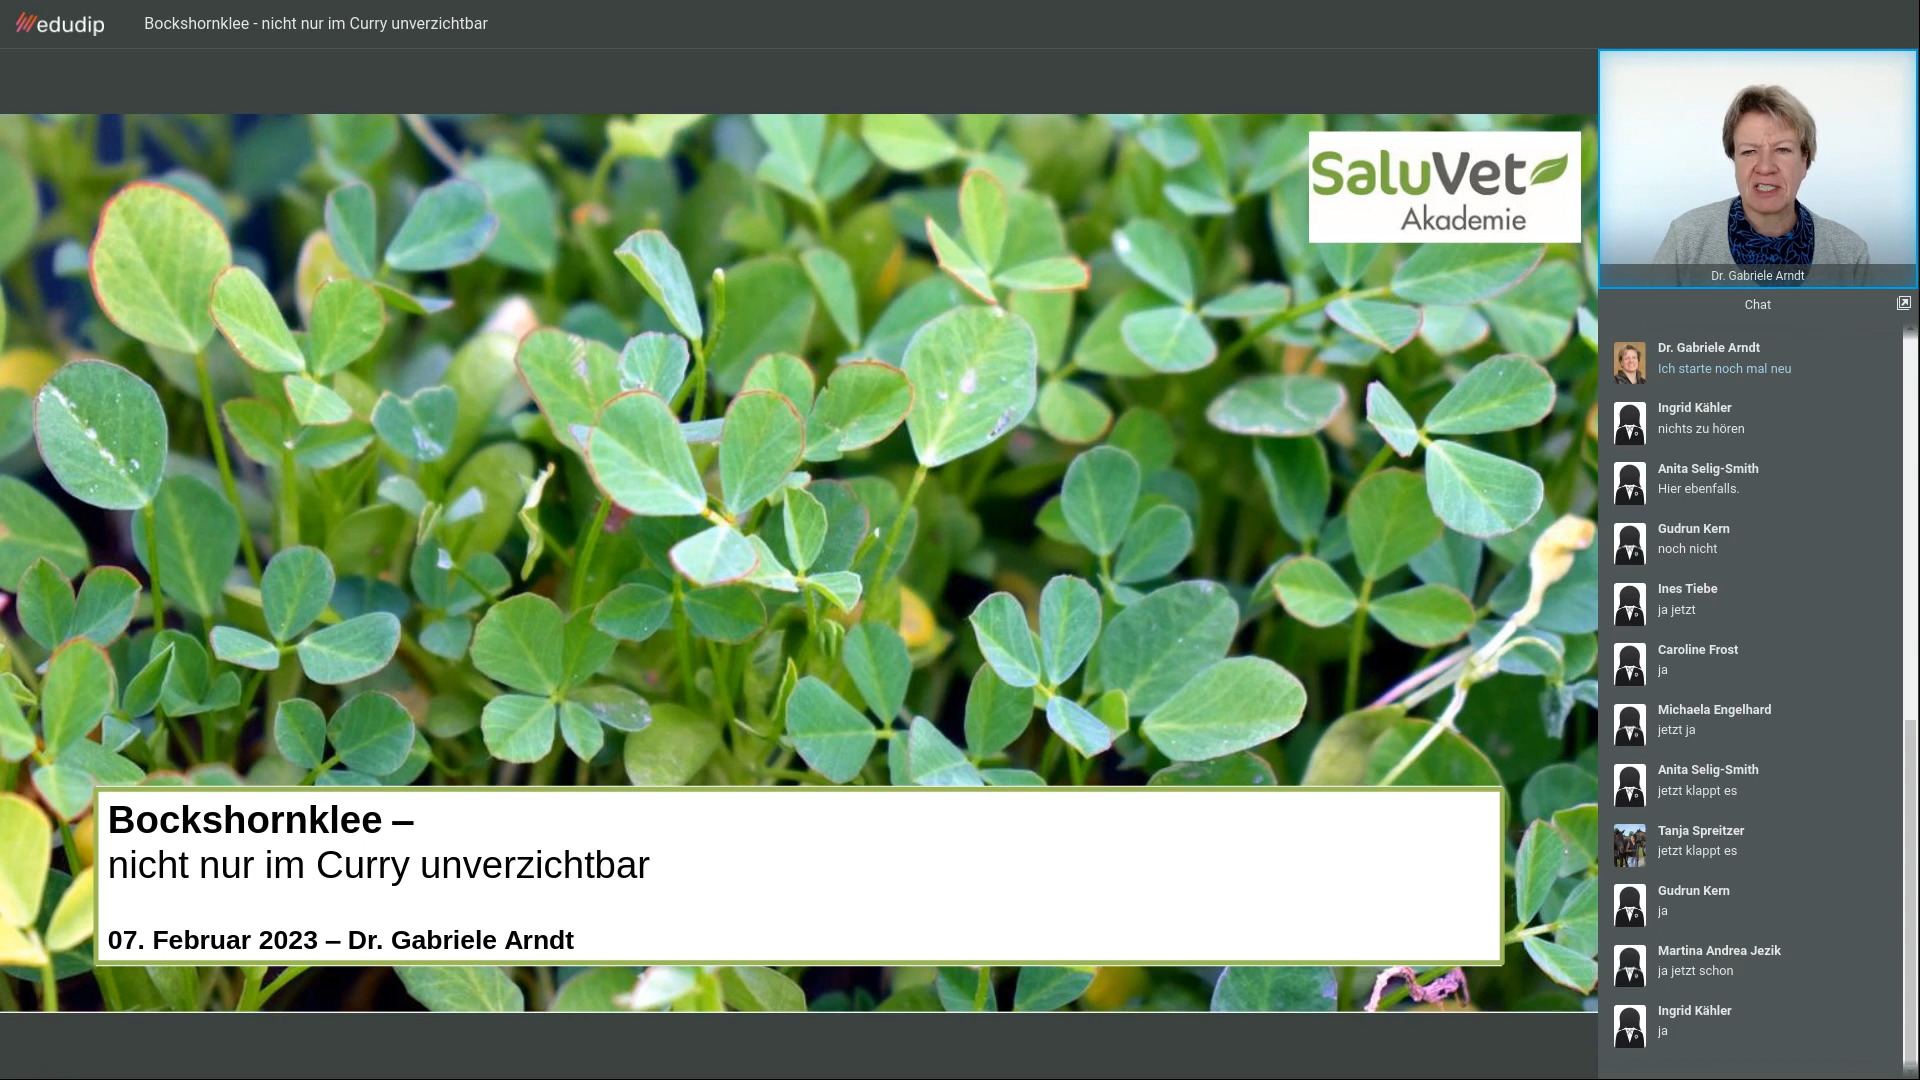 edudip
Bockshornklee - nicht nur im Curry unverzichtbar
SaluVet
Akademie
Bockshornklee –
nicht nur im Curry unverzichtbar
07. Februar 2023 – Dr. Gabriele Arndt
Dr. Gabriele Arndt
Chat
Dr. Gabriele Arndt
Ich starte noch mal neu
Ingrid Kähler
nichts zu hören
Anita Selig-Smith
Hier ebenfalls.
Gudrun Kern
noch nicht
Ines Tiebe
ja jetzt
Caroline Frost
ja
Michaela Engelhard
jetzt ja
Anita Selig-Smith
jetzt klappt es
Tanja Spreitzer
jetzt klappt es
Gudrun Kern
ja
Martina Andrea Jezik
ja jetzt schon
Ingrid Kähler
ja